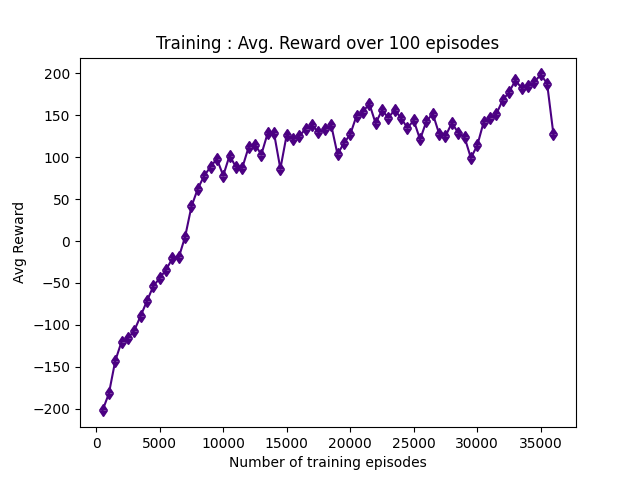 Training : Avg. Reward over 100 episodes
200
150
100
50
0
−50
−100
−150
−200
Avg Reward
0 5000 10000 15000 20000 25000 30000 35000
Number of training episodes